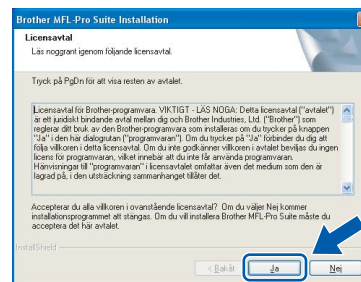 Brother MFL-Pro Suite Installation
Licensavtal
Läs noggrant igenom följande licensavtal.
Tryck på PgDn för att visa resten av avtalet.
Licensavtal för Brother-programvara. VIKTIGT - LÄS NOGA: Detta licensavtal ("avtalet")
är ett juridiskt bindande avtal mellan dig och Brother Industries, Ltd. ("Brother") som
reglerar ditt bruk av den Brother-programvara som installeras om du trycker på knappen
"Ja" i den här dialogrutan ("programvaran"). Om du trycker på "Ja" förbinder du dig att
följa villkoren i detta licensavtal. Om du inte godkänner villkoren i avtalet beviljas du ingen
licens för programvaran, vilket innebär att du inte får använda programvaran.
Hänvisningar till "programvaran" i licensavtalet omfattar även det medium som den är
lagrad på, i den utsträckning sammanhanget tillåter det.
Accepterar du alla villkoren i ovanstående licensavtal? Om du väljer Nej kommer
installationsprogrammet att stängas. Om du vill installera Brother MFL-Pro Suite måste du
acceptera det här avtalet.
InstallShield
< Bakåt
Ja
Nej